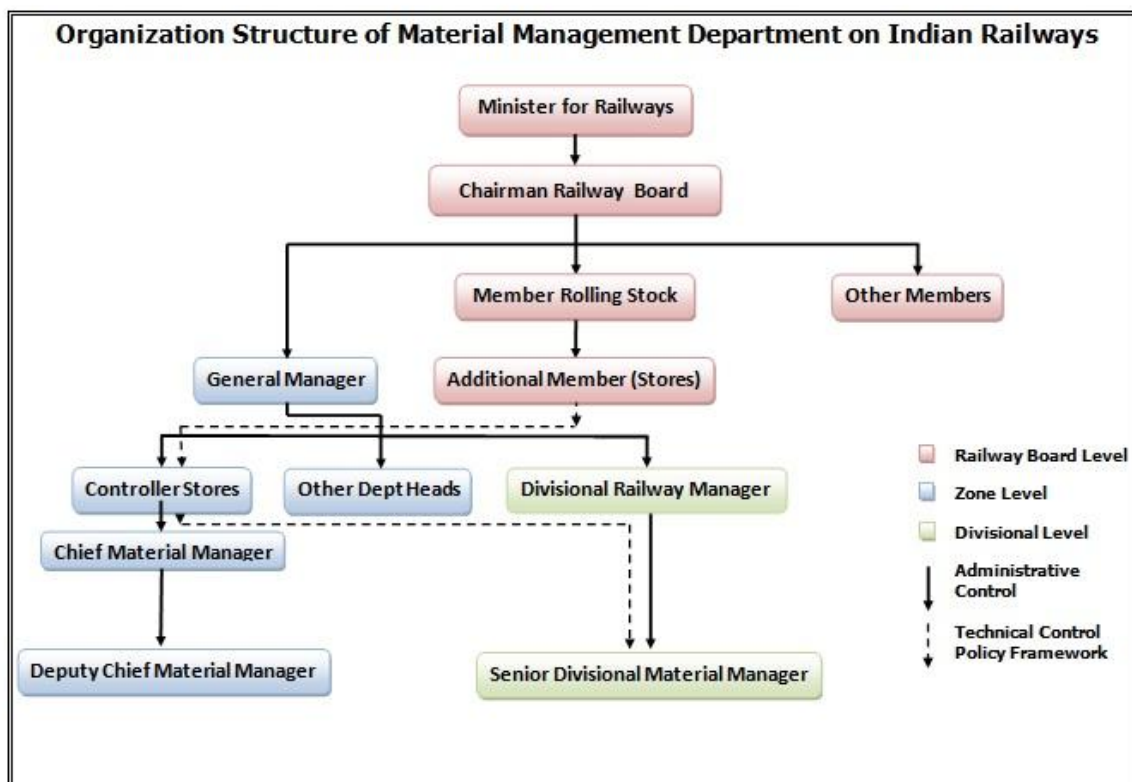 Organization Structure of Material Management Department on Indian Railways
Minister for Railways
Chairman Railway Board
Member Rolling Stock
Other Members
General Manager
Additional Member (Stores)
Controller Stores
Other Dept Heads
Divisional Railway Manager
Chief Material Manager
Deputy Chief Material Manager
Senior Divisional Material Manager
Railway Board Level
Zone Level
Divisional Level
Administrative
Control
Technical Control
Policy Framework